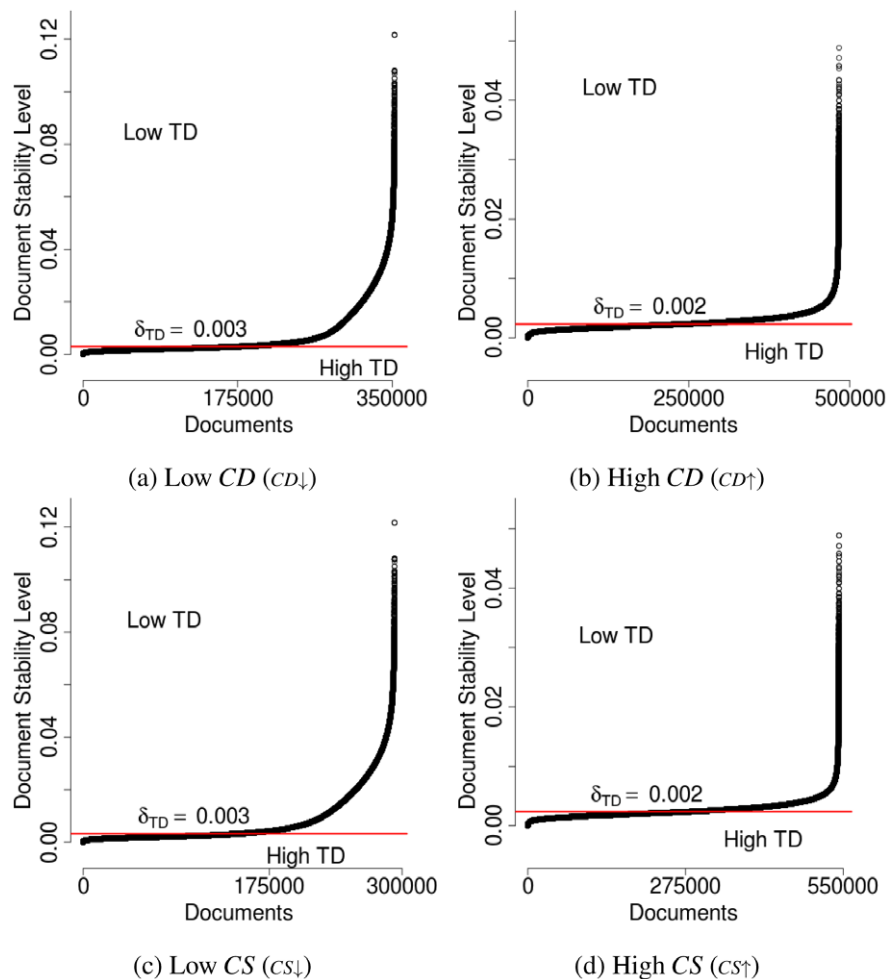 Document Stability Level
0.12
0.08
0.04
0.00
Low TD
δTD = 0.003
High TD
0
175000
350000
Documents
(a) Low CD (CD↓)
Document Stability Level
0.04
0.02
0.00
Low TD
δTD = 0.002
High TD
0
250000
500000
Documents
(b) High CD (CD↑)
Document Stability Level
0.12
0.08
0.04
0.00
Low TD
δTD = 0.003
High TD
0
175000
300000
Documents
(c) Low CS (CS↓)
Document Stability Level
0.04
0.02
0.00
Low TD
δTD = 0.002
High TD
0
275000
550000
Documents
(d) High CS (CS↑)